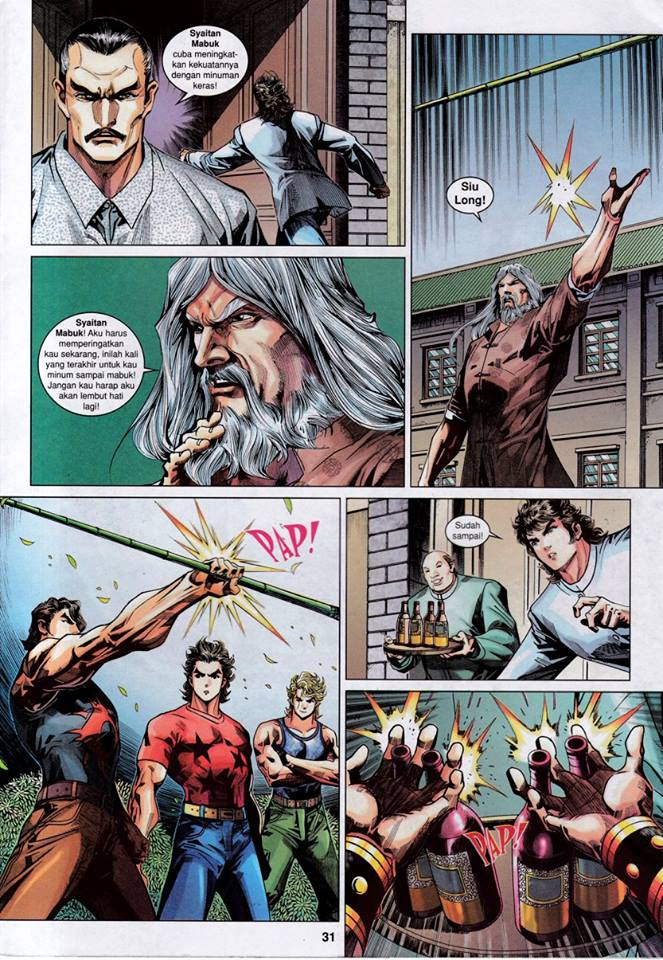 Syaitan
Mabuk
cuba meningkat-
kan kekuatannya
dengan minuman
keras!
Siu
Long!
Syaitan
Mabuk! Aku harus
memperingatkan
kau sekarang, inilah kali
yang terakhir untuk kau
minum sampai mabuk!
Jangan kau harap aku
akan lembut hati
lagi!
PAP!
Sudah
sampai!
PAP!
31